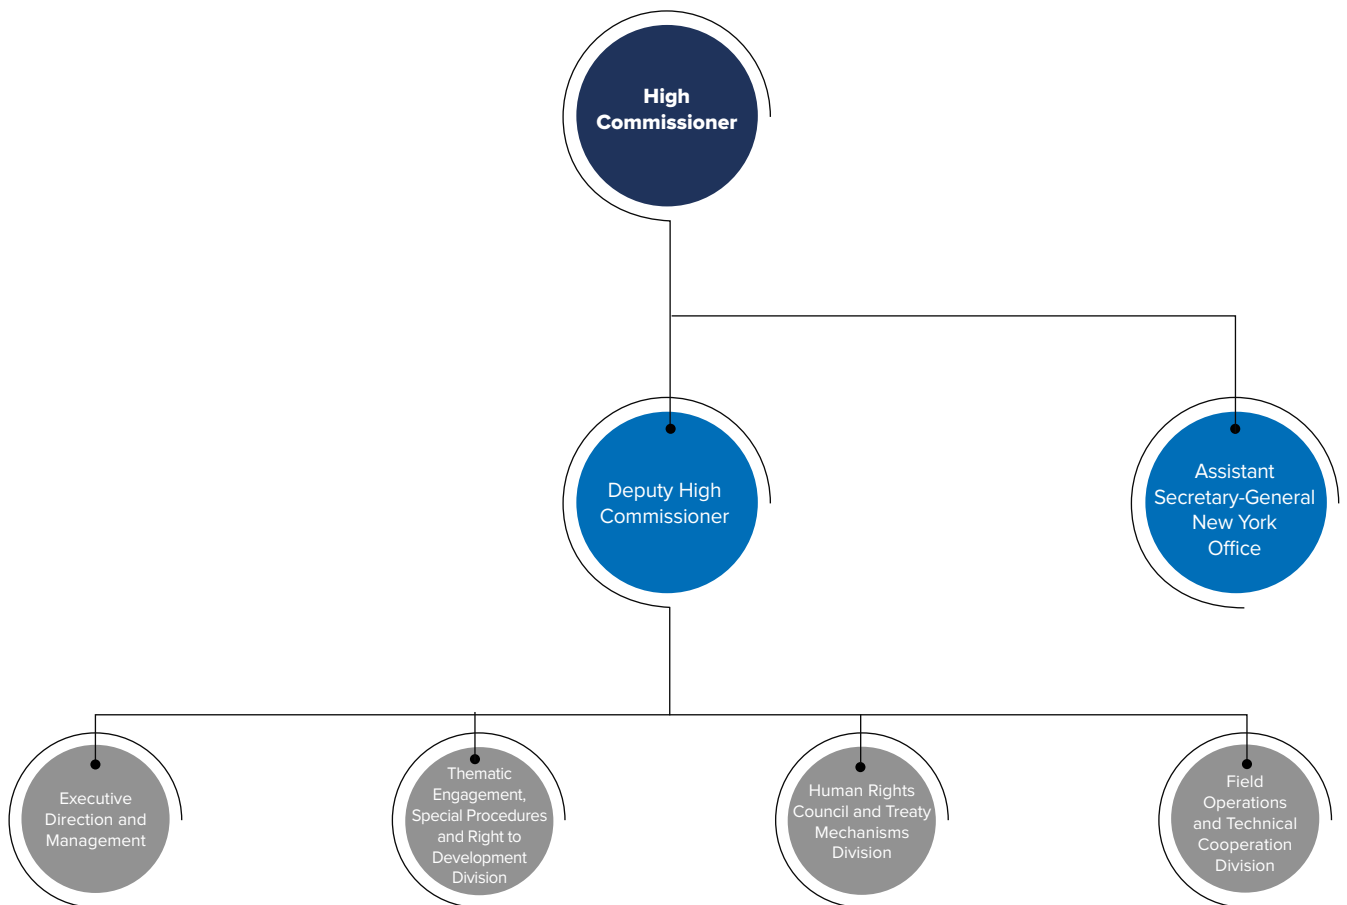 High
Commissioner
Deputy High
Commissioner
Assistant
Secretary-General
New York
Office
Executive
Direction and
Management
Thematic
Engagement,
Special Procedures
and Right to
Development
Division
Human Rights
Council and Treaty
Mechanisms
Division
Field
Operations
and Technical
Cooperation
Division